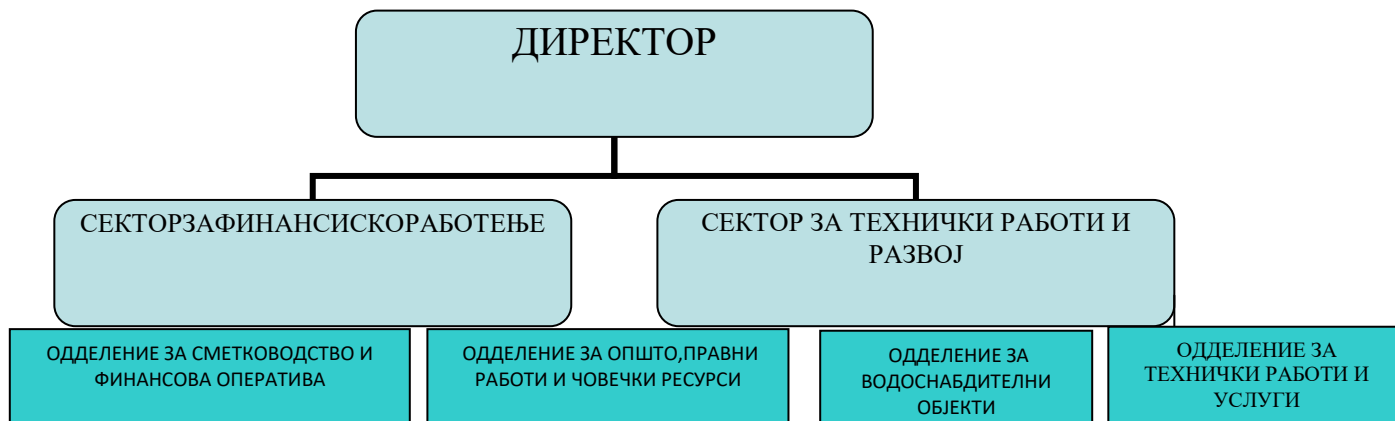 ДИРЕКТОР
СЕКТОРЗАФИНАНСИСКОРАБОТЕЊЕ
СЕКТОР ЗА ТЕХНИЧКИ РАБОТИ И
РАЗВОЈ
ОДДЕЛЕНИЕ ЗА СМЕТКОВОДСТВО И
ФИНАНСОВА ОПЕРАТИВА
ОДДЕЛЕНИЕ ЗА ОПШТО,ПРАВНИ
РАБОТИ И ЧОВЕЧКИ РЕСУРСИ
ОДДЕЛЕНИЕ ЗА
ВОДОСНАБДИТЕЛНИ
ОБЈЕКТИ
ОДДЕЛЕНИЕ ЗА
ТЕХНИЧКИ РАБОТИ И
УСЛУГИ